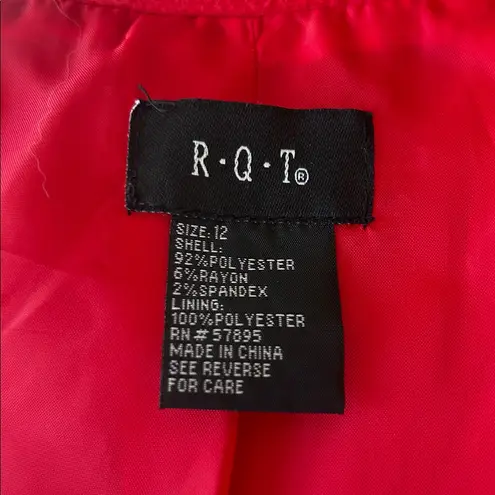 R·Q·T®
SIZE: 12
SHELL:
92%POLYESTER
6%RAYON
2%SPANDEX
LINING:
100%POLYESTER
RN# 57895
MADE IN CHINA
SEE REVERSE
FOR CARE